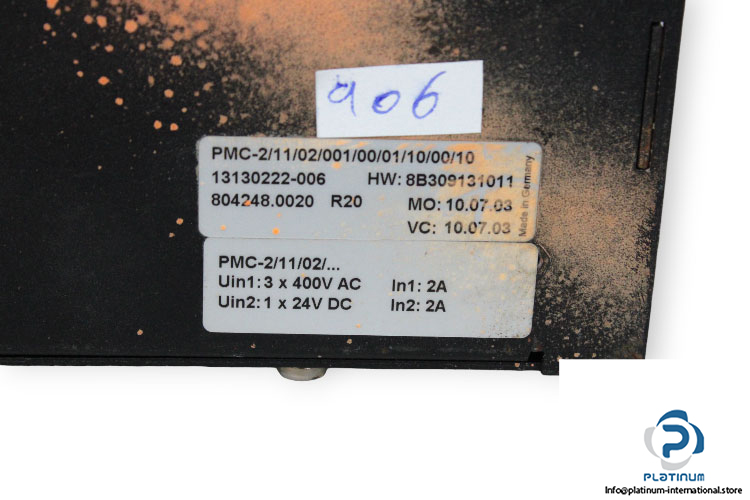 906
PMC-2/11/02/001/00/01/10/00/10
13130222-006 HW: 8B309131011
804248.0020 R20 MO: 10.07.03
VC: 10.07.03
Made in Germany
PMC-2/11/02/...
Uin1: 3 x 400V AC In1: 2A
Uin2: 1 x 24V DC In2: 2A
PLATINUM
Info@platinum-international.store